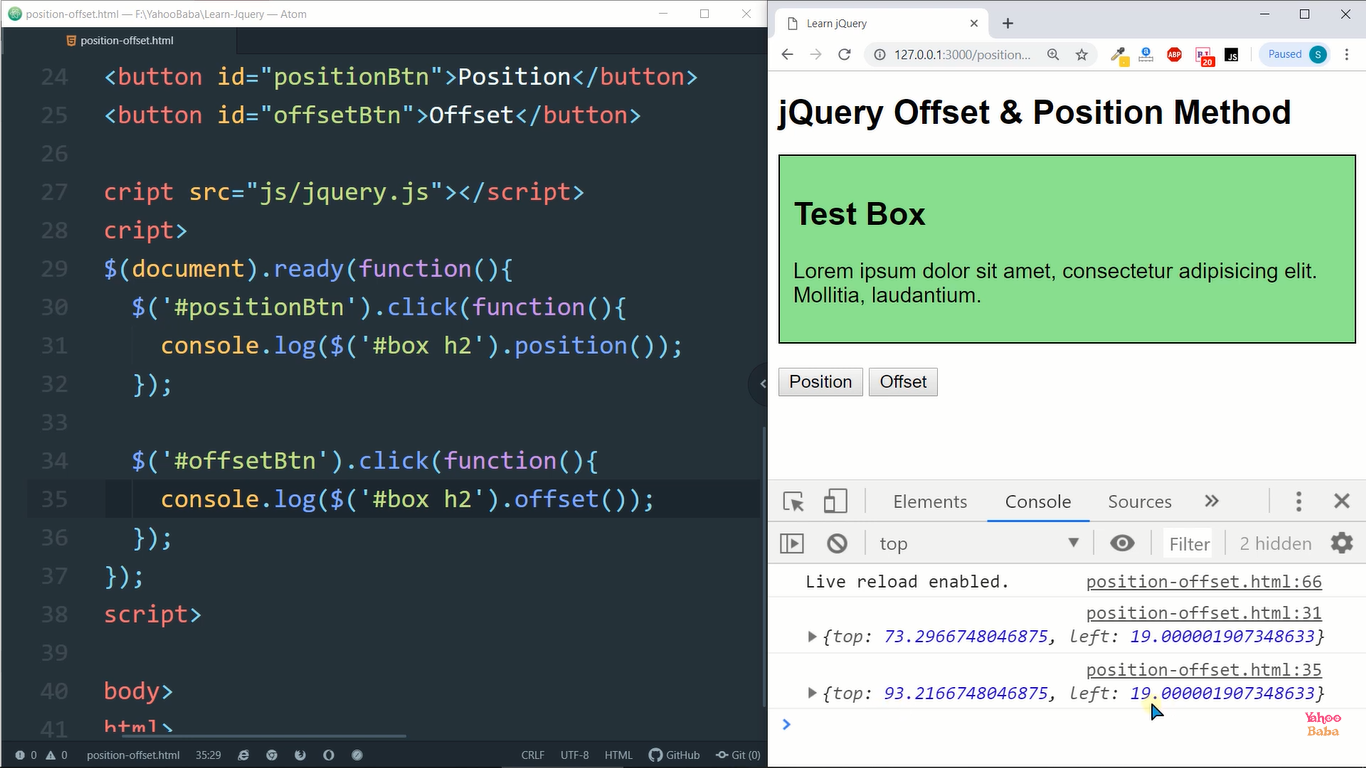 position-offset.html — F:\YahooBaba\Learn-Jquery — Atom
position-offset.html
24 <button id="positionBtn">Position</button>
25 <button id="offsetBtn">Offset</button>
26
27 cript src="js/jquery.js"></script>
28 cript>
29 $(document).ready(function(){
30 $('#positionBtn').click(function(){
31 console.log($('#box h2').position());
32 });
33
34 $('#offsetBtn').click(function(){
35 console.log($('#box h2').offset());
36 });
37 });
38 script>
39
40 body>
41 html>
0 0 position-offset.html 35:29 CRLF UTF-8 HTML GitHub Git (0)
Learn jQuery
127.0.0.1:3000/position... ABP 20 JS Paused S
jQuery Offset & Position Method
Test Box
Lorem ipsum dolor sit amet, consectetur adipisicing elit.
Mollitia, laudantium.
Position Offset
Elements Console Sources »
top Filter 2 hidden
Live reload enabled. position-offset.html:66
position-offset.html:31
{top: 73.2966748046875, left: 19.000001907348633}
position-offset.html:35
{top: 93.2166748046875, left: 19.000001907348633}
Yahoo
Baba